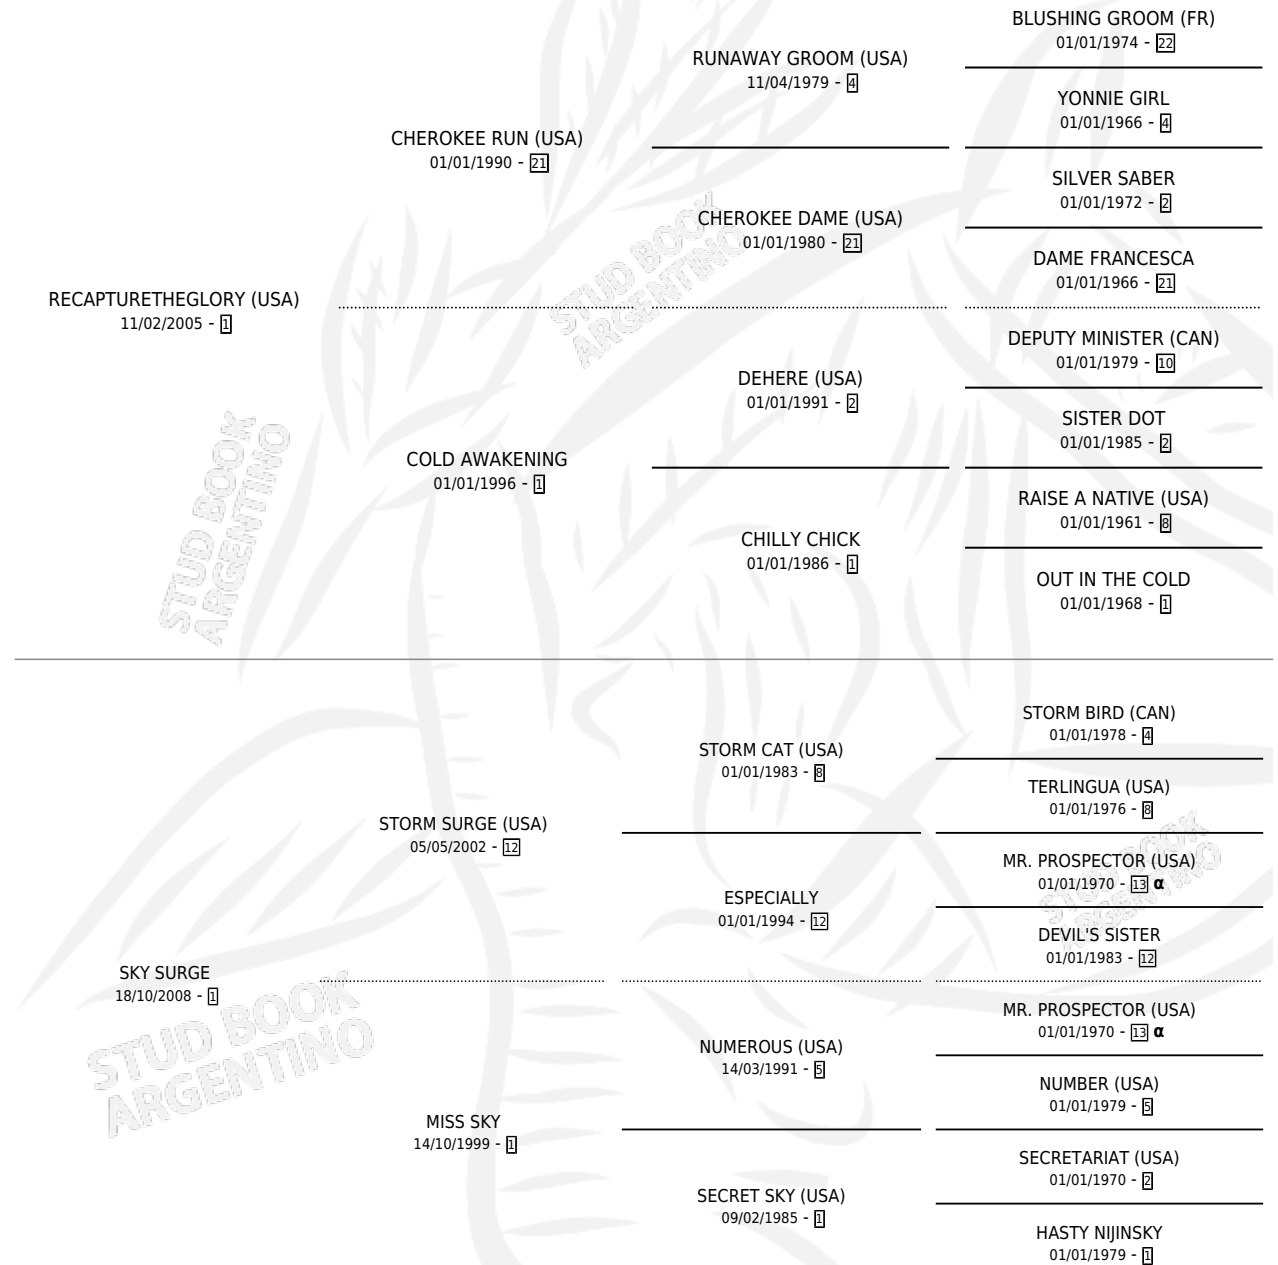 BLUSHING GROOM (FR)
01/01/1974 - 22
RUNAWAY GROOM (USA)
11/04/1979 - 4
YONNIE GIRL
01/01/1966 - 4
CHEROKEE RUN (USA)
01/01/1990 - 21
SILVER SABER
01/01/1972 - 2
CHEROKEE DAME (USA)
01/01/1980 - 21
DAME FRANCESCA
01/01/1966 - 21
RECAPTURETHEGLORY (USA)
11/02/2005 - 1
DEPUTY MINISTER (CAN)
01/01/1979 - 10
DEHERE (USA)
01/01/1991 - 2
SISTER DOT
01/01/1985 - 2
COLD AWAKENING
01/01/1996 - 1
RAISE A NATIVE (USA)
01/01/1961 - 8
CHILLY CHICK
01/01/1986 - 1
OUT IN THE COLD
01/01/1968 - 1
STORM BIRD (CAN)
01/01/1978 - 4
STORM CAT (USA)
01/01/1983 - 8
TERLINGUA (USA)
01/01/1976 - 8
STORM SURGE (USA)
05/05/2002 - 12
MR. PROSPECTOR (USA)
01/01/1970 - 13 α
ESPECIALLY
01/01/1994 - 12
DEVIL'S SISTER
01/01/1983 - 12
SKY SURGE
18/10/2008 - 1
MR. PROSPECTOR (USA)
01/01/1970 - 13 α
NUMEROUS (USA)
14/03/1991 - 5
NUMBER (USA)
01/01/1979 - 5
MISS SKY
14/10/1999 - 1
SECRETARIAT (USA)
01/01/1970 - 2
SECRET SKY (USA)
09/02/1985 - 1
HASTY NIJINSKY
01/01/1979 - 1
STUD BOOK
ARGENTINO
STUD BOOK
ARGENTINO
STUD BOOK
ARGENTINO
STUD BOOK
ARGENTINO